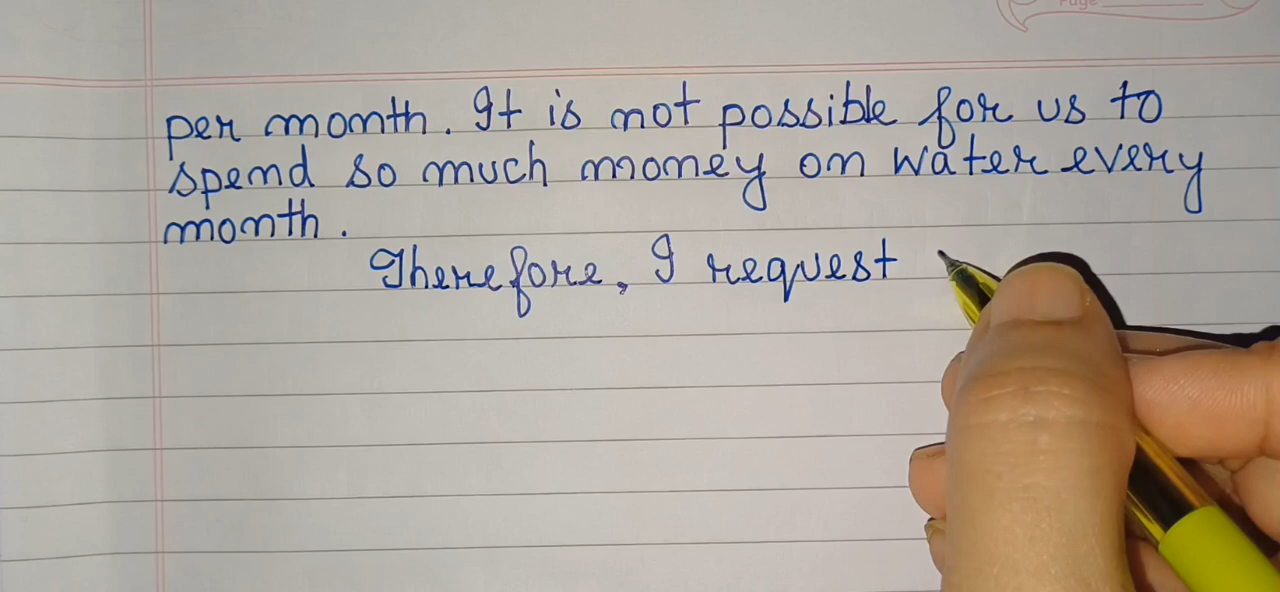 Page
per month. It is not possible for us to
spend so much money on water every
month.
Therefore, I request